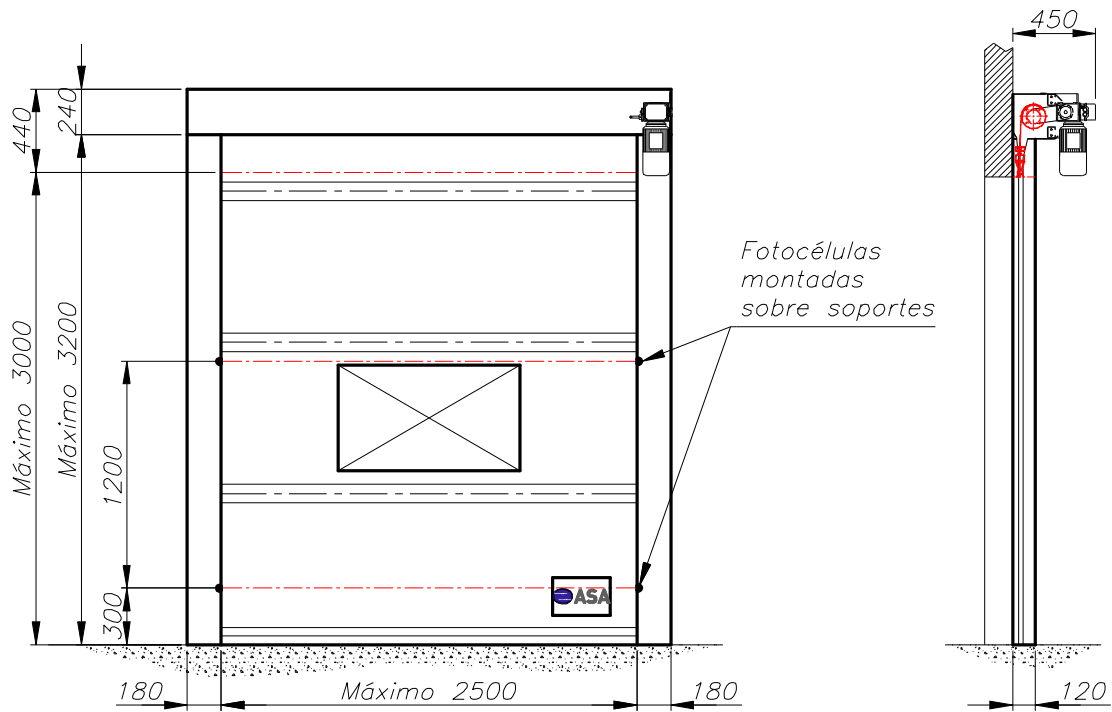 450
440
240
Máximo 3000
Máximo 3200
Fotocélulas
montadas
sobre soportes
1200
300
ASA
180
Máximo 2500
180
120